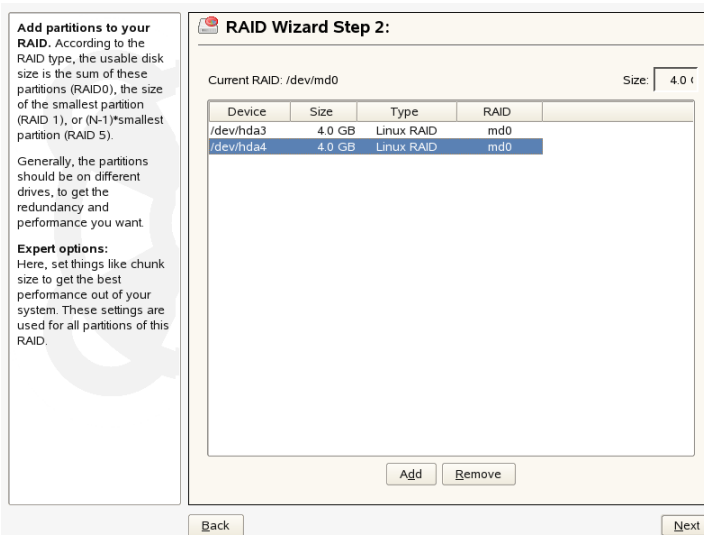 Add partitions to your
RAID. According to the
RAID type, the usable disk
size is the sum of these
partitions (RAID0), the size
of the smallest partition
(RAID 1), or (N-1)*smallest
partition (RAID 5).
Generally, the partitions
should be on different
drives, to get the
redundancy and
performance you want.
Expert options:
Here, set things like chunk
size to get the best
performance out of your
system. These settings are
used for all partitions of this
RAID.
RAID Wizard Step 2:
Current RAID: /dev/md0 Size: 4.0
Device Size Type RAID
/dev/hda3 4.0 GB Linux RAID md0
/dev/hda4 4.0 GB Linux RAID md0
Add Remove
Back Next